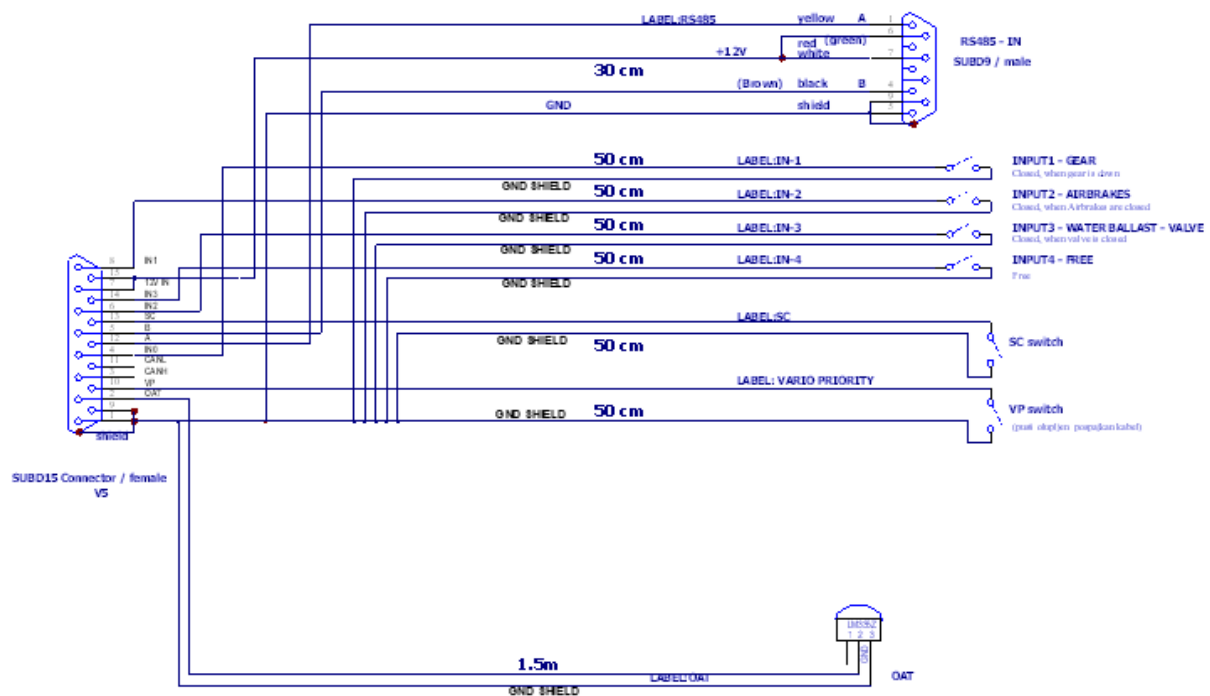 LABEL:RS485
yellow A
1
6
red (green)
white
+12V
7
30 cm
(Brown) black B
4
9
GND
shield
5
RS485 - IN
SUBD9 / male
50 cm
LABEL:IN-1
INPUT1 - GEAR
Closed, when gear is down
GND SHIELD
50 cm
LABEL:IN-2
INPUT2 - AIRBRAKES
Closed, when Airbrakes are closed
GND SHIELD
50 cm
LABEL:IN-3
INPUT3 - WATER BALLAST - VALVE
Closed, when valve is closed
GND SHIELD
50 cm
LABEL:IN-4
INPUT4 - FREE
Free
GND SHIELD
8 IN1
15
7 12V IN
14 IN3
6 IN2
13 SC
5 B
12 A
4 IN0
11 CANL
3 CANH
10 VP
2 OAT
9
1
shield
LABEL:SC
GND SHIELD
50 cm
SC switch
LABEL: VARIO PRIORITY
GND SHIELD
50 cm
VP switch
SUBD15 Connector / female
V5
1 2 3
GND
1.5m
LABEL:OAT
OAT
GND SHIELD